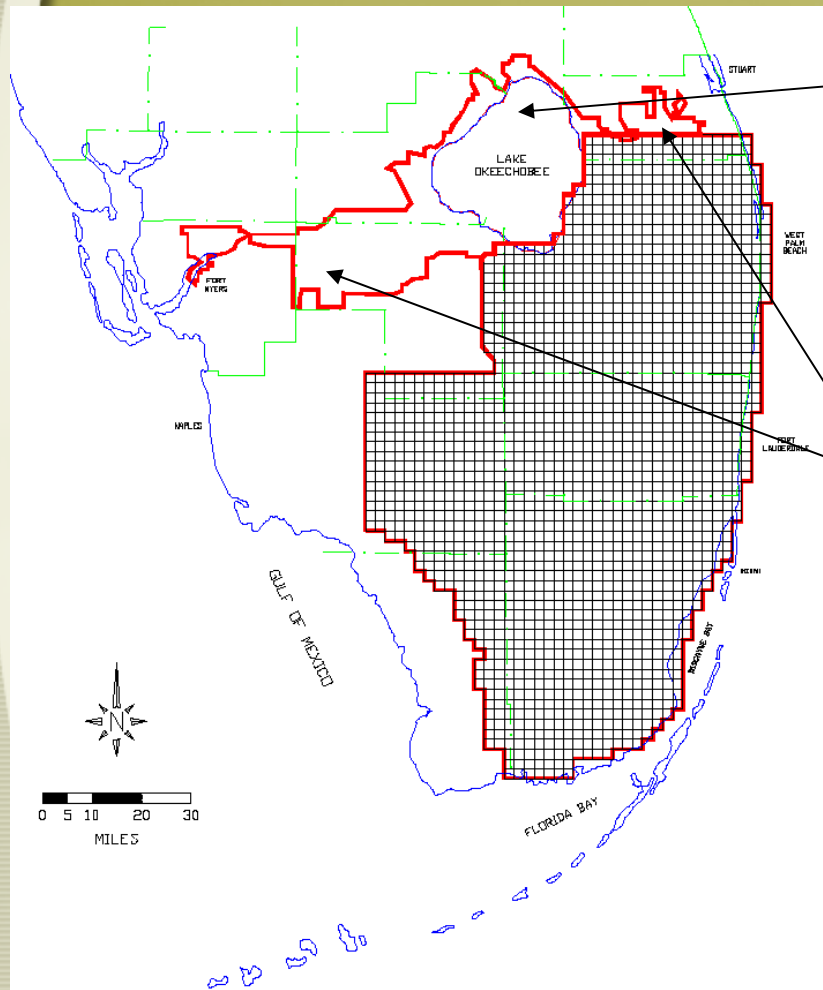 STUART
LAKE
OKEECHOBEE
WEST
PALM
BEACH
FORT
MYERS
NAPLES
FORT
LAUDERDALE
MIAMI
GULF OF MEXICO
BISCAYNE BAY
N
0 5 10 20 30
MILES
FLORIDA BAY